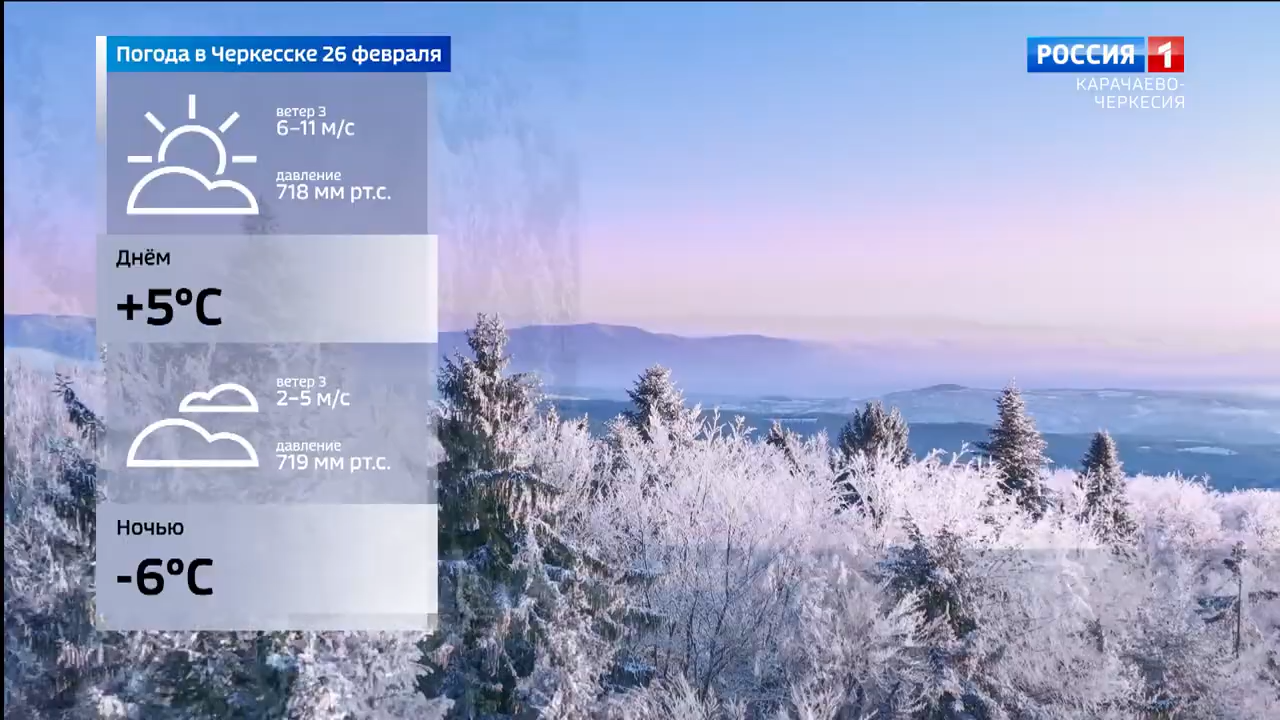 Погода в Черкесске 26 февраля
РОССИЯ 1
КАРАЧАЕВО-
ЧЕРКЕСИЯ
ветер З
6–11 м/с
давление
718 мм рт.с.
Днём
+5°C
ветер З
2–5 м/с
давление
719 мм рт.с.
Ночью
-6°C